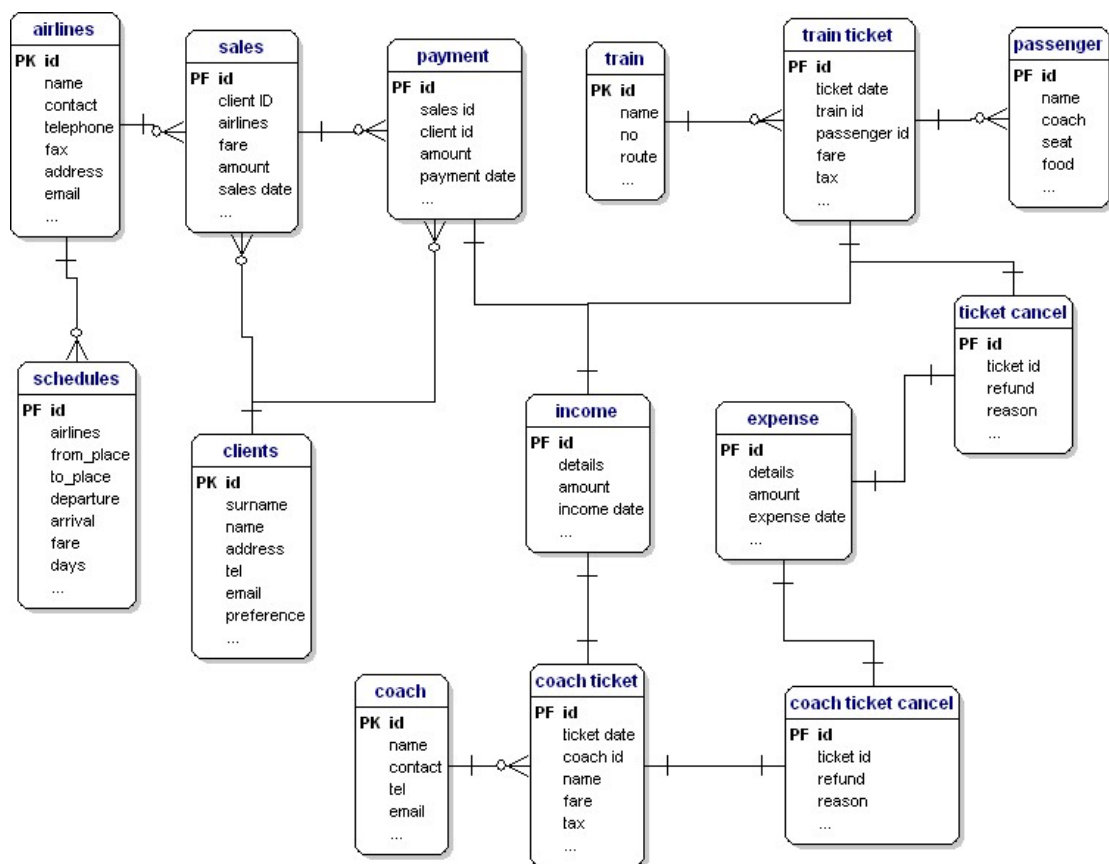 airlines
PK id
name
contact
telephone
fax
address
email
...
sales
PF id
client ID
airlines
fare
amount
sales date
...
payment
PF id
sales id
client id
amount
payment date
...
train
PK id
name
no
route
...
train ticket
PF id
ticket date
train id
passenger id
fare
tax
...
passenger
PF id
name
coach
seat
food
...
schedules
PF id
airlines
from_place
to_place
departure
arrival
fare
days
...
clients
PK id
surname
name
address
tel
email
preference
...
income
PF id
details
amount
income date
...
expense
PF id
details
amount
expense date
...
ticket cancel
PF id
ticket id
refund
reason
...
coach
PK id
name
contact
tel
email
...
coach ticket
PF id
ticket date
coach id
name
fare
tax
...
coach ticket cancel
PF id
ticket id
refund
reason
...